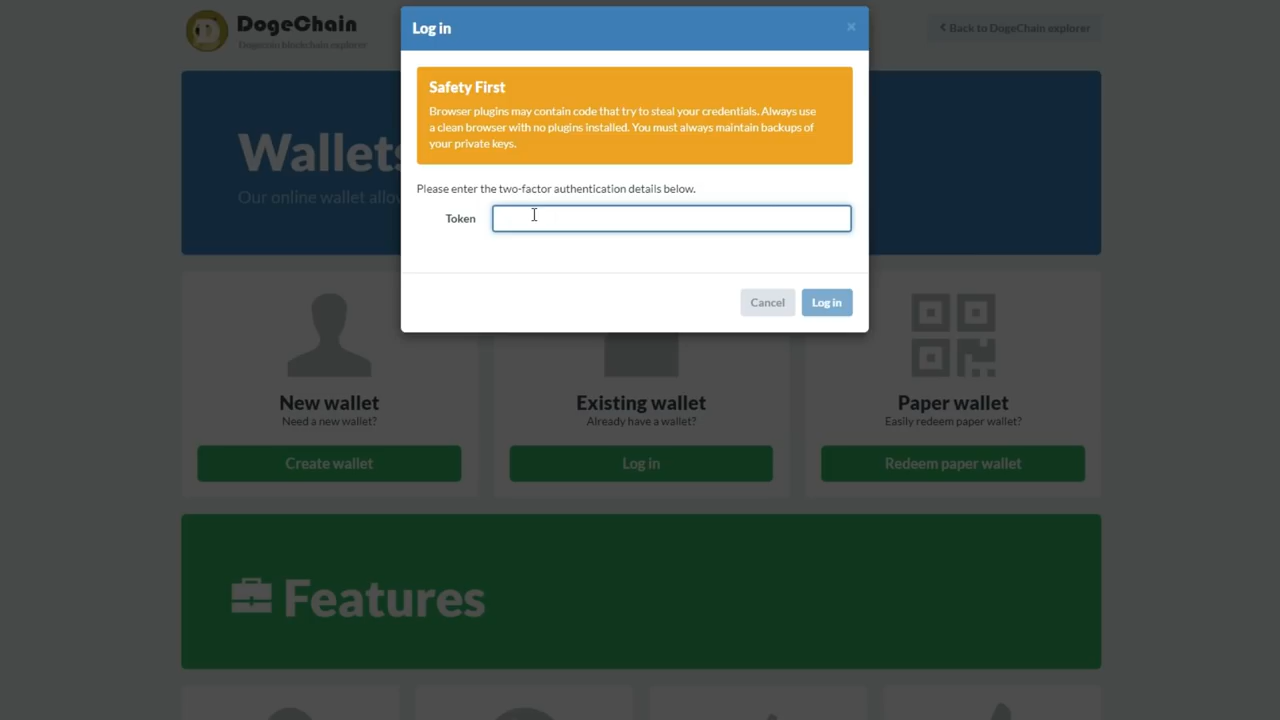 DogeChain
Dogecoin blockchain explorer
Back to DogeChain explorer
Log in
×
Safety First
Browser plugins may contain code that try to steal your credentials. Always use
a clean browser with no plugins installed. You must always maintain backups of
your private keys.
Please enter the two-factor authentication details below.
Token
Cancel
Log in
Wallets
Our online wallet allo
New wallet
Need a new wallet?
Create wallet
Existing wallet
Already have a wallet?
Log in
Paper wallet
Easily redeem paper wallet?
Redeem paper wallet
Features